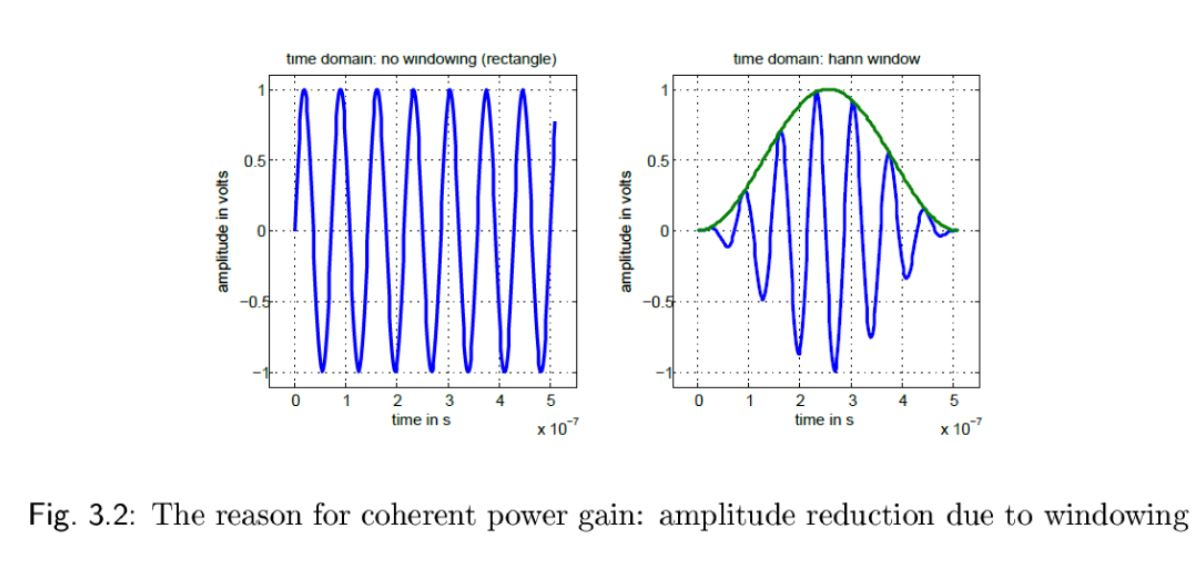 time domain: no windowing (rectangle)
1
0.5
0
−0.5
−1
amplitude in volts
0 1 2 3 4 5
time in s
x 10-7
time domain: hann window
1
0.5
0
−0.5
−1
amplitude in volts
0 1 2 3 4 5
time in s
x 10-7
Fig. 3.2: The reason for coherent power gain: amplitude reduction due to windowing